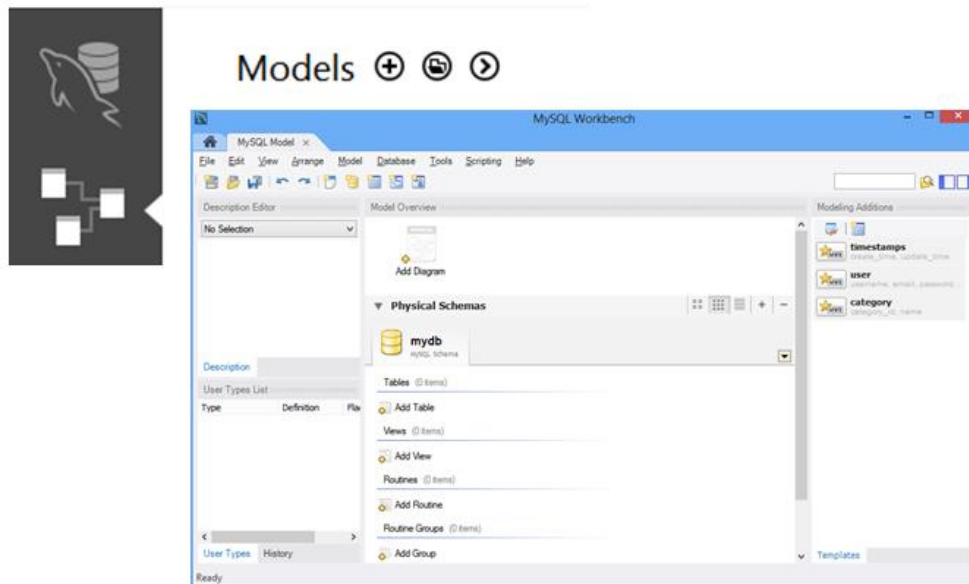 Models
MySQL Workbench
MySQL Model
File Edit View Arrange Model Database Tools Scripting Help
Description Editor
No Selection
Description
User Types List
Type Definition Flag
User Types History
Model Overview
Add Diagram
Physical Schemas
mydb
MySQL Schema
Tables (0 items)
Add Table
Views (0 items)
Add View
Routines (0 items)
Add Routine
Routine Groups (0 items)
Add Group
Modeling Additions
timestamps
create_time, update_time
user
username, email, password...
category
category_id, name
Templates
Ready